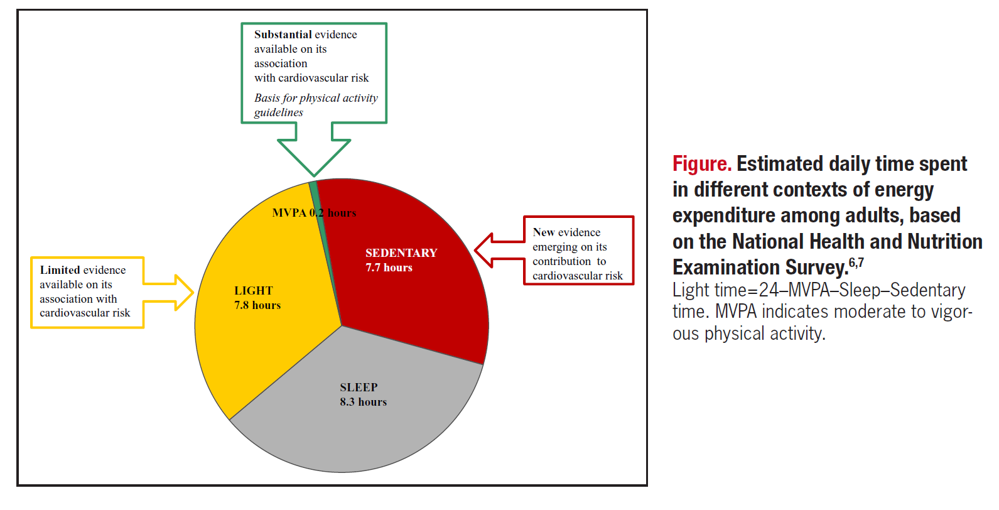 Substantial evidence
available on its
association
with cardiovascular risk
Basis for physical activity
guidelines
MVPA 0.2 hours
SEDENTARY
7.7 hours
New evidence
emerging on its
contribution to
cardiovascular risk
Limited evidence
available on its
association with
cardiovascular risk
LIGHT
7.8 hours
SLEEP
8.3 hours
Figure. Estimated daily time spent
in different contexts of energy
expenditure among adults, based
on the National Health and Nutrition
Examination Survey.6,7
Light time=24–MVPA–Sleep–Sedentary
time. MVPA indicates moderate to vigor-
ous physical activity.